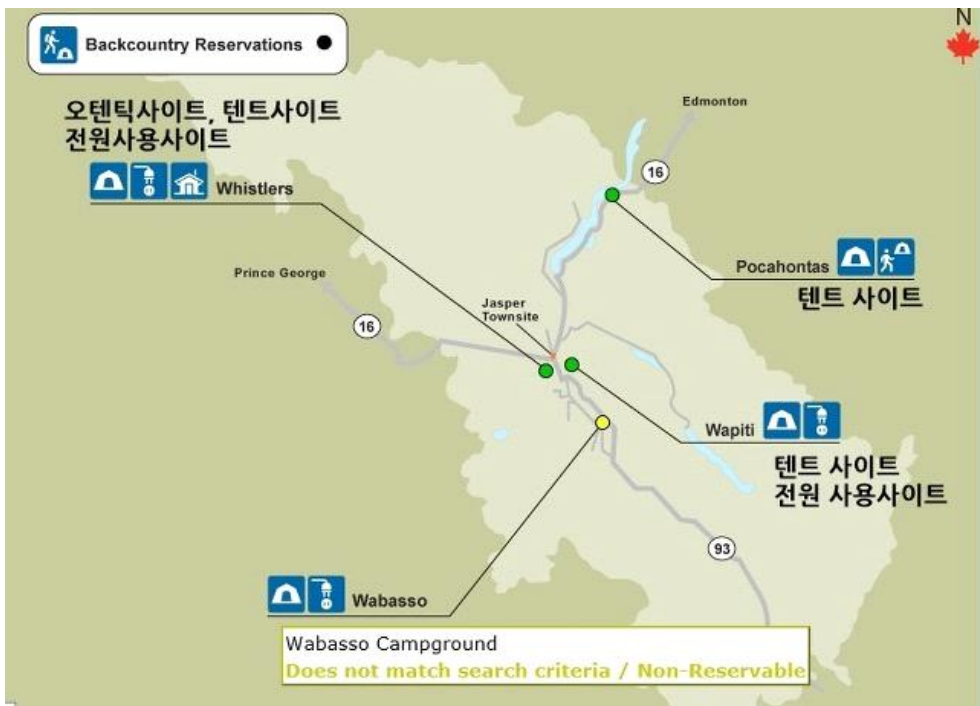 Backcountry Reservations
N
오텐틱사이트, 텐트사이트
전원사용사이트
Whistlers
Edmonton
16
Pocahontas
텐트 사이트
Prince George
16
Jasper
Townsite
Wapiti
텐트 사이트
전원 사용사이트
93
Wabasso
Wabasso Campground
Does not match search criteria / Non-Reservable